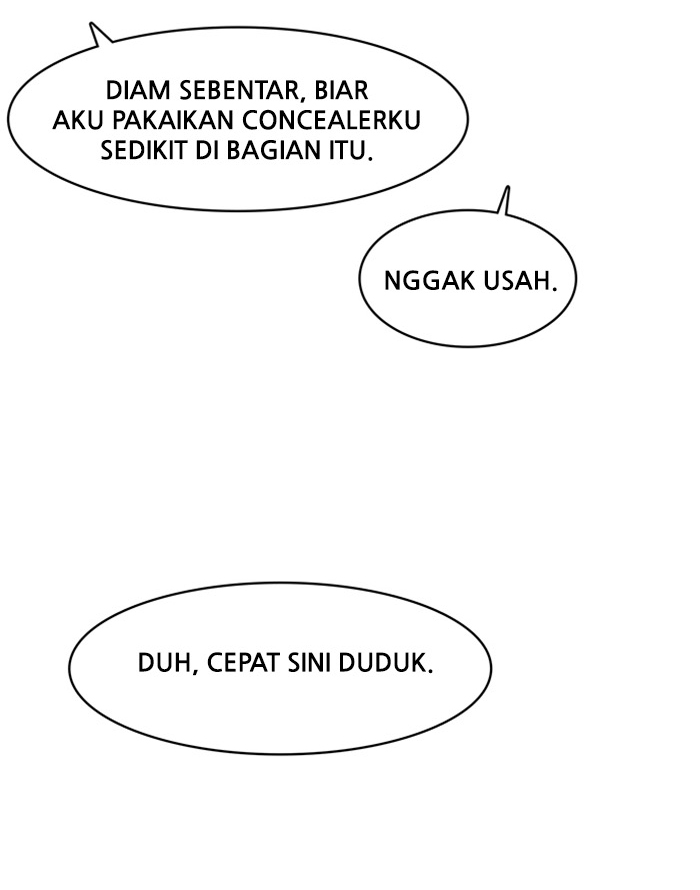 DIAM SEBENTAR, BIAR
AKU PAKAIKAN CONCEALERKU
SEDIKIT DI BAGIAN ITU.
NGGAK USAH.
DUH, CEPAT SINI DUDUK.